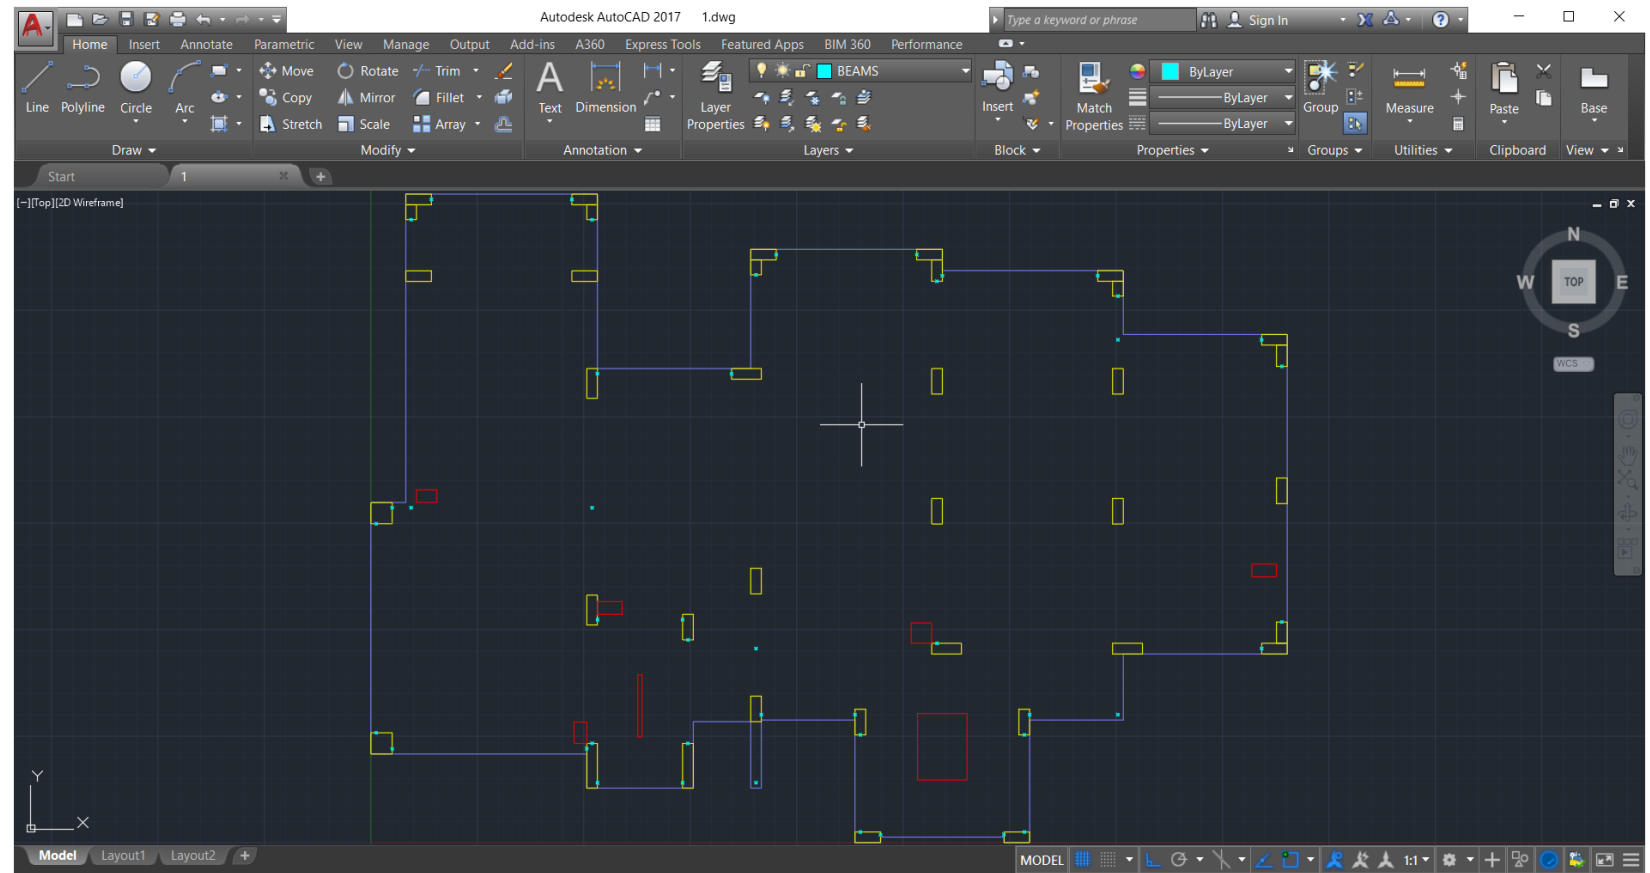 Autodesk AutoCAD 2017 1.dwg
Type a keyword or phrase
Sign In
Home Insert Annotate Parametric View Manage Output Add-ins A360 Express Tools Featured Apps BIM 360 Performance
Move Rotate Trim
BEAMS
ByLayer
Line Polyline Circle Arc
Copy Mirror Fillet
Text Dimension
Layer Properties
Insert
Match Properties
ByLayer
Group
Measure
Paste
Base
Stretch Scale Array
ByLayer
Draw Modify Annotation Layers Block Properties Groups Utilities Clipboard View
Start 1
[−][Top][2D Wireframe]
N
W TOP E
S
WCS
Y
X
Model Layout1 Layout2
MODEL 1:1